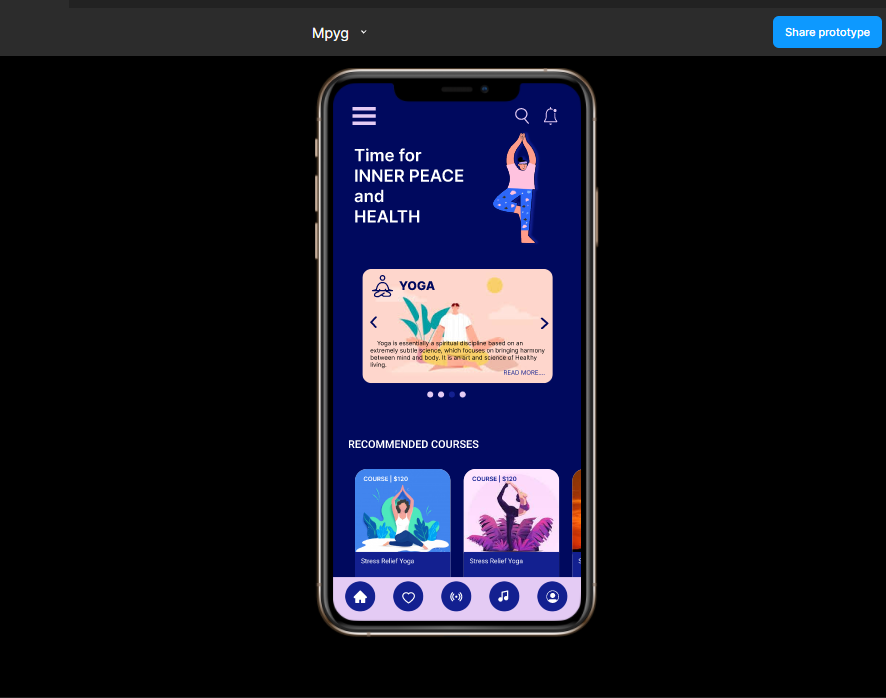 Mpyg
Share prototype
Time for
INNER PEACE
and
HEALTH
YOGA
Yoga is essentially a spiritual discipline based on an
extremely subtle science, which focuses on bringing harmony
between mind and body. It is an art and science of Healthy
living.
READ MORE....
RECOMMENDED COURSES
COURSE | $120
COURSE | $120
Stress Relief Yoga
Stress Relief Yoga
S